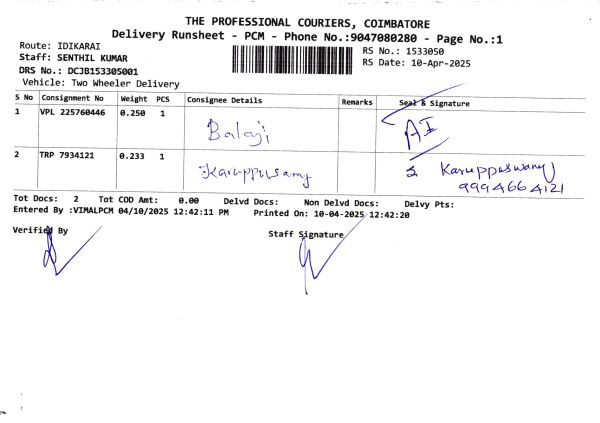 THE PROFESSIONAL COURIERS, COIMBATORE
Delivery Runsheet - PCM - Phone No.:9047080280 - Page No.:1
Route: IDIKARAI
RS No.: 1533050
Staff: SENTHIL KUMAR
RS Date: 10-Apr-2025
DRS No.: DCJB153305001
Vehicle: Two Wheeler Delivery
S No Consignment No Weight PCS Consignee Details Remarks Seal & Signature
1 VPL 225760446 0.250 1 Balaji
2 TRP 7934121 0.233 1 Karuppusamy Karuppuswamy
9994664121
Tot Docs: 2 Tot COD Amt: 0.00 Delvd Docs: Non Delvd Docs: Delvy Pts:
Entered By :VIMALPCM 04/10/2025 12:42:11 PM Printed On: 10-04-2025 12:42:20
Verified By Staff Signature